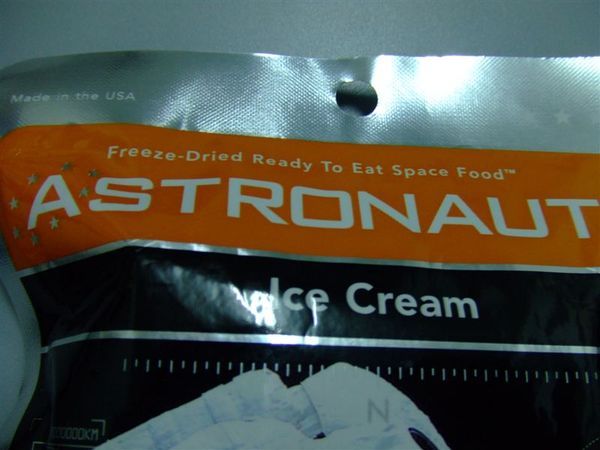 Made in the USA
Freeze-Dried Ready To Eat Space Food™
ASTRONAUT
Ice Cream
N